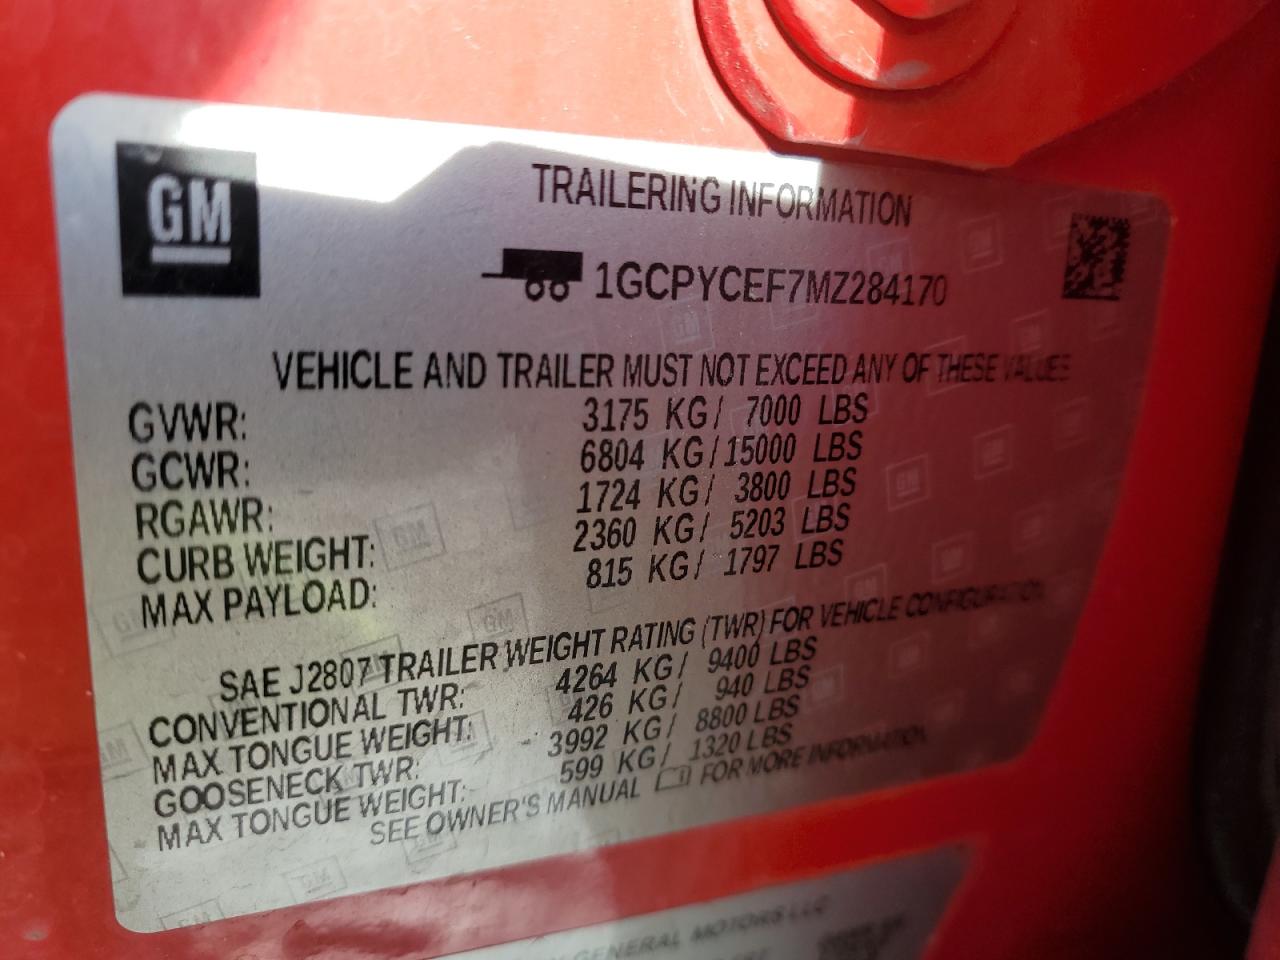 GM
TRAILERING INFORMATION
1GCPYCEF7MZ284170
VEHICLE AND TRAILER MUST NOT EXCEED ANY OF THESE VALUES
GVWR: 3175 KG/ 7000 LBS
GCWR: 6804 KG/15000 LBS
RGAWR: 1724 KG/ 3800 LBS
CURB WEIGHT: 2360 KG/ 5203 LBS
MAX PAYLOAD: 815 KG/ 1797 LBS
SAE J2807 TRAILER WEIGHT RATING (TWR) FOR VEHICLE CONFIGURATION
CONVENTIONAL TWR: 4264 KG/ 9400 LBS
MAX TONGUE WEIGHT: 426 KG/ 940 LBS
GOOSENECK TWR: 3992 KG/ 8800 LBS
MAX TONGUE WEIGHT: 599 KG/ 1320 LBS
SEE OWNER'S MANUAL FOR MORE INFORMATION
GENERAL MOTORS LLC